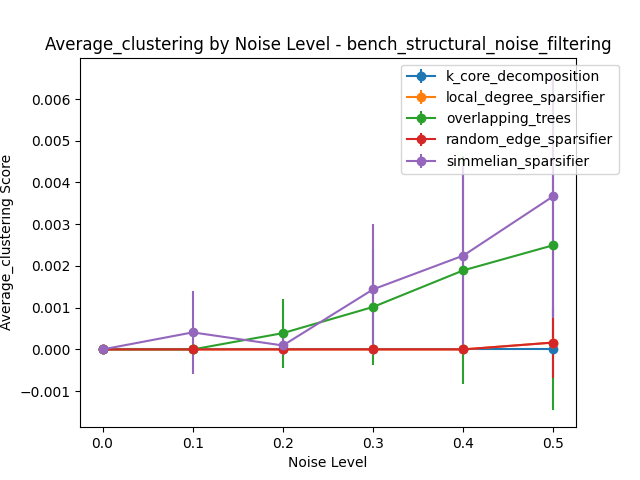 Average_clustering by Noise Level - bench_structural_noise_filtering
k_core_decomposition
local_degree_sparsifier
overlapping_trees
random_edge_sparsifier
simmelian_sparsifier
Average_clustering Score
0.006
0.005
0.004
0.003
0.002
0.001
0.000
−0.001
0.0 0.1 0.2 0.3 0.4 0.5
Noise Level